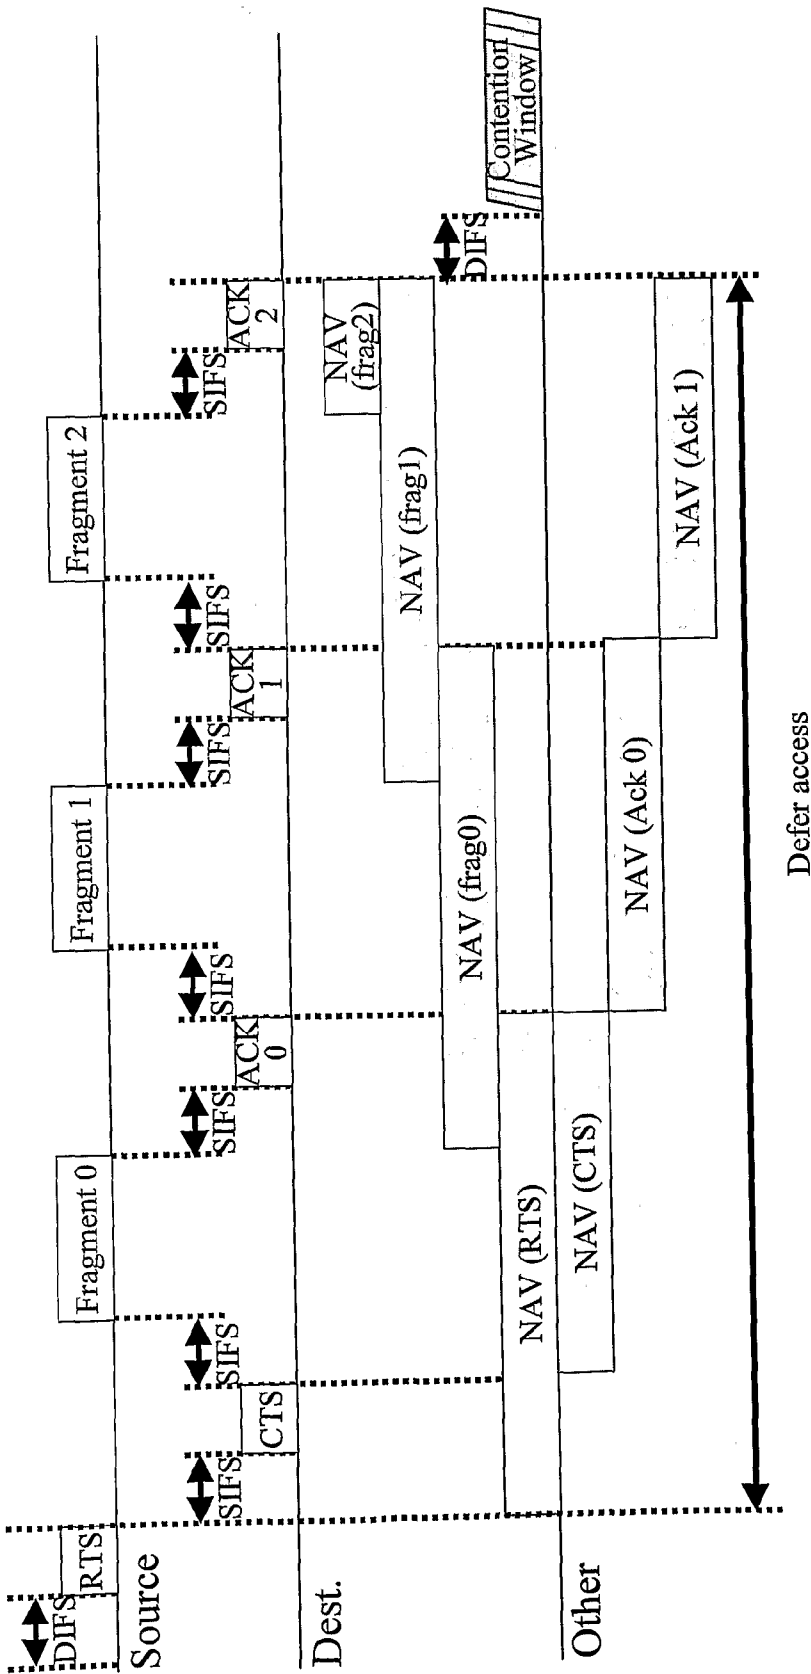 DIFS
RTS
Fragment 0
Fragment 1
Fragment 2
Source
SIFS
CTS
SIFS
SIFS
ACK
0
SIFS
SIFS
ACK
1
SIFS
SIFS
ACK
2
Dest.
NAV
(frag2)
NAV (frag1)
NAV (frag0)
DIFS
Contention
Window
NAV (RTS)
Other
NAV (CTS)
NAV (Ack 0)
NAV (Ack 1)
Defer access